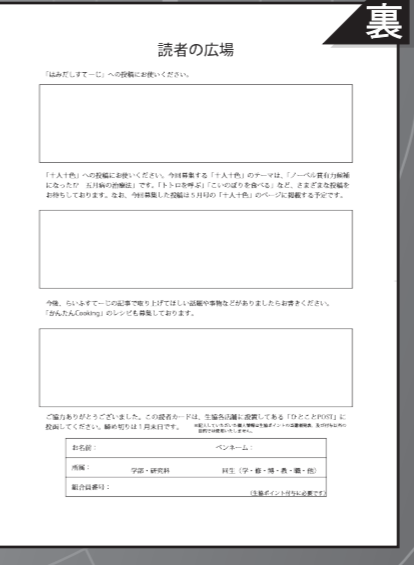 裏
読者の広場
「はみだしすてーじ」への投稿にお使いください。
「十人十色」への投稿にお使いください。今回募集する「十人十色」のテーマは、「ノーベル賞有力候補
になったぴ 五月病の治療法」です。「トトロを呼ぶ」「こいのぼりを食べる」など、さまざまな投稿を
お待ちしております。なお、今回募集した投稿は5月号の「十人十色」のページに掲載する予定です。
今後、らいふすてーじの記事で取り上げてほしい話題や事物などがありましたらお書きください。
「かんたんCooking」のレシピも募集しております。
ご協力ありがとうございました。この読者カードは、生協各店舗に設置してある「ひとことPOST」に
投函してください。締め切りは1月末日です。
お名前： ペンネーム：
所属： 学部・研究科 回生（学・修・博・教・職・他）
組合員番号：
（生協ポイント付与に必要です）